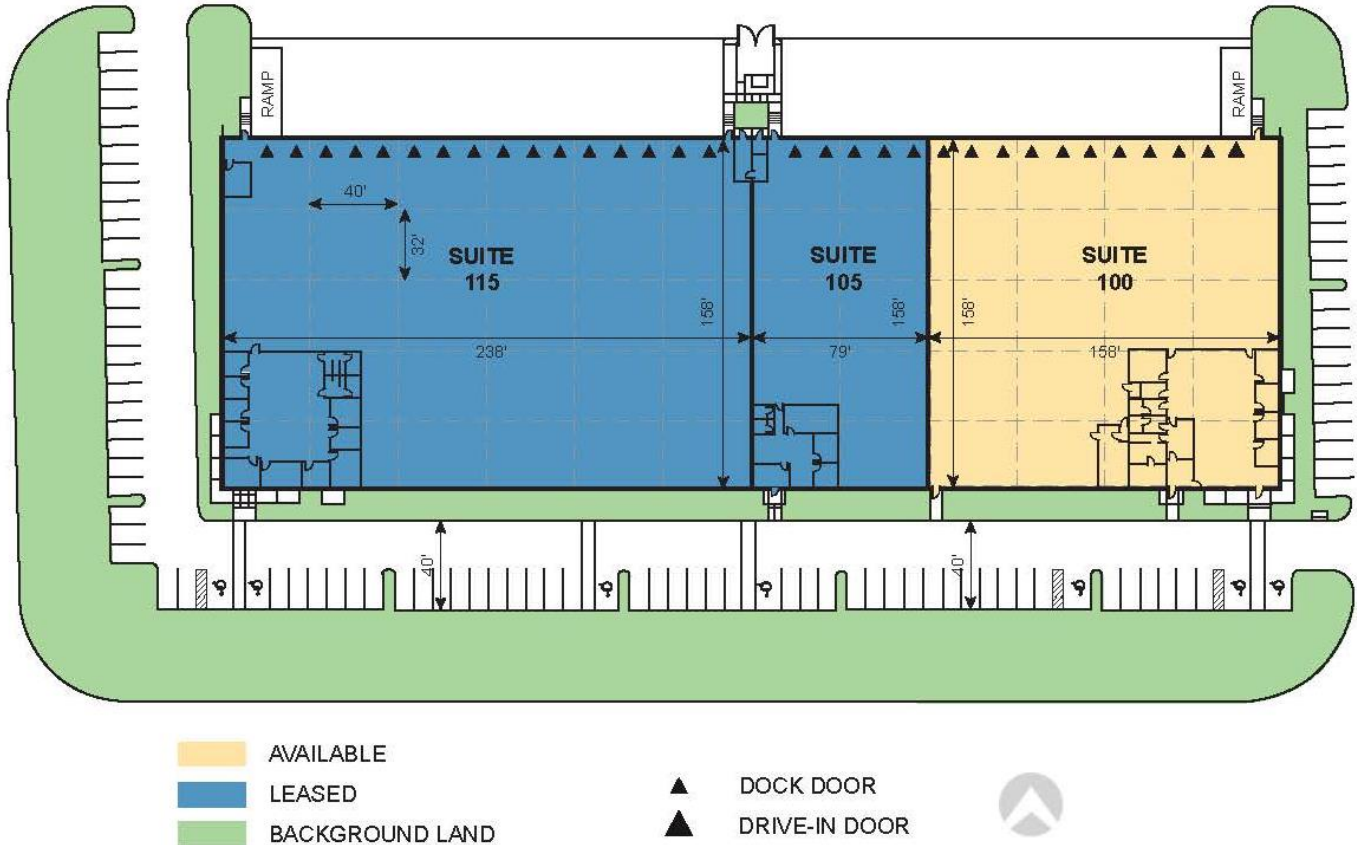 RAMP
RAMP
40'
32'
SUITE
115
SUITE
105
SUITE
100
158'
158'
158'
238'
79'
158'
40'
40'
AVAILABLE
LEASED
BACKGROUND LAND
DOCK DOOR
DRIVE-IN DOOR